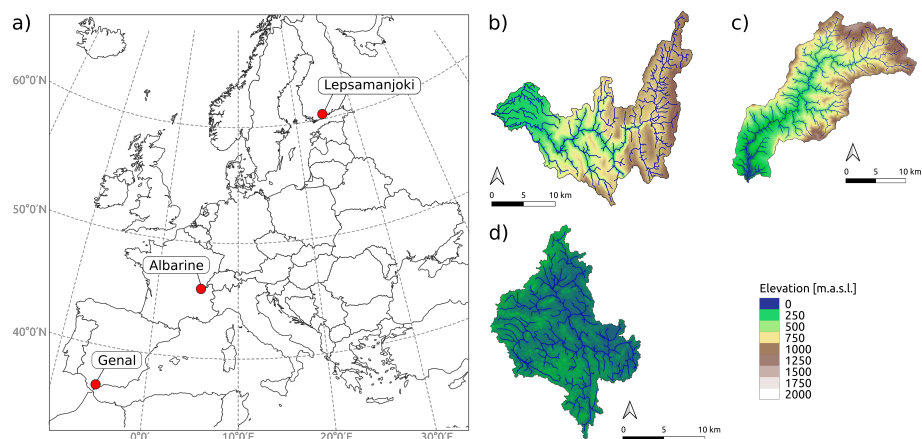 a)
60°0'N
50°0'N
40°0'N
Lepsamanjoki
Albarine
Genal
0°0'
10°0'E
20°0'E
30°0'E
b)
0 5 10 km
c)
0 5 10 km
d)
0 5 10 km
Elevation [m.a.s.l.]
0
250
500
750
1000
1250
1500
1750
2000